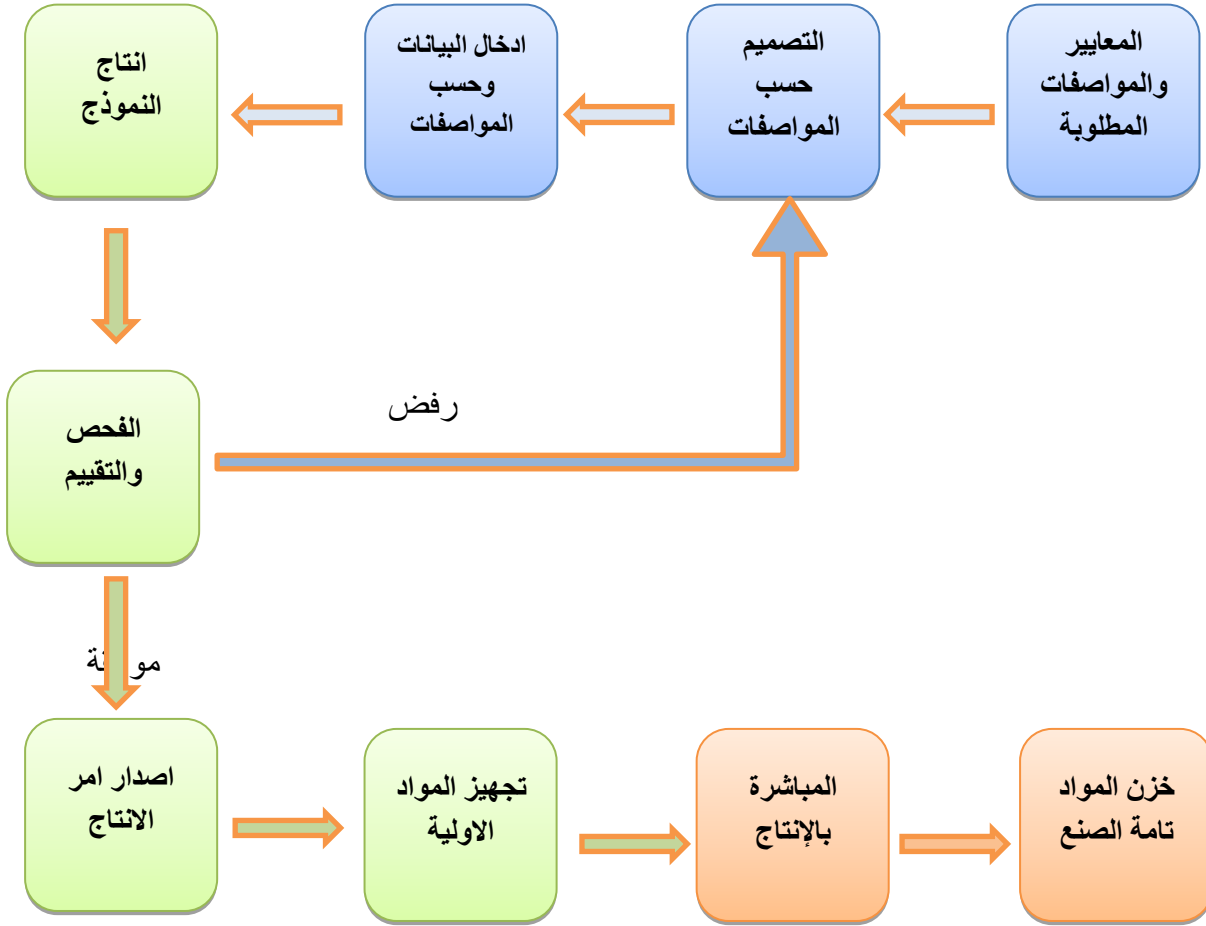 المعايير
والمواصفات
المطلوبة
التصميم
حسب
المواصفات
ادخال البيانات
وحسب
المواصفات
انتاج
النموذج
الفحص
والتقييم
رفض
اصدار امر
الانتاج
تجهيز المواد
الاولية
المباشرة
بالإنتاج
خزن المواد
تامة الصنع